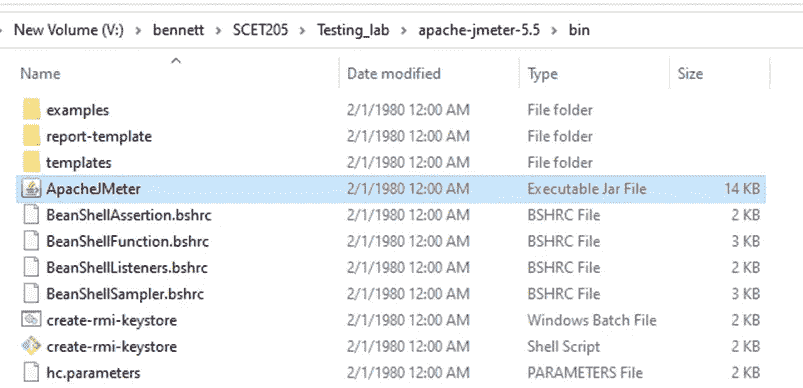 New Volume (V:) > bennett > SCET205 > Testing_lab > apache-jmeter-5.5 > bin
Name Date modified Type Size
examples 2/1/1980 12:00 AM File folder
report-template 2/1/1980 12:00 AM File folder
templates 2/1/1980 12:00 AM File folder
ApacheJMeter 2/1/1980 12:00 AM Executable Jar File 14 KB
BeanShellAssertion.bshrc 2/1/1980 12:00 AM BSHRC File 2 KB
BeanShellFunction.bshrc 2/1/1980 12:00 AM BSHRC File 3 KB
BeanShellListeners.bshrc 2/1/1980 12:00 AM BSHRC File 2 KB
BeanShellSampler.bshrc 2/1/1980 12:00 AM BSHRC File 3 KB
create-rmi-keystore 2/1/1980 12:00 AM Windows Batch File 2 KB
create-rmi-keystore 2/1/1980 12:00 AM Shell Script 2 KB
hc.parameters 2/1/1980 12:00 AM PARAMETERS File 2 KB